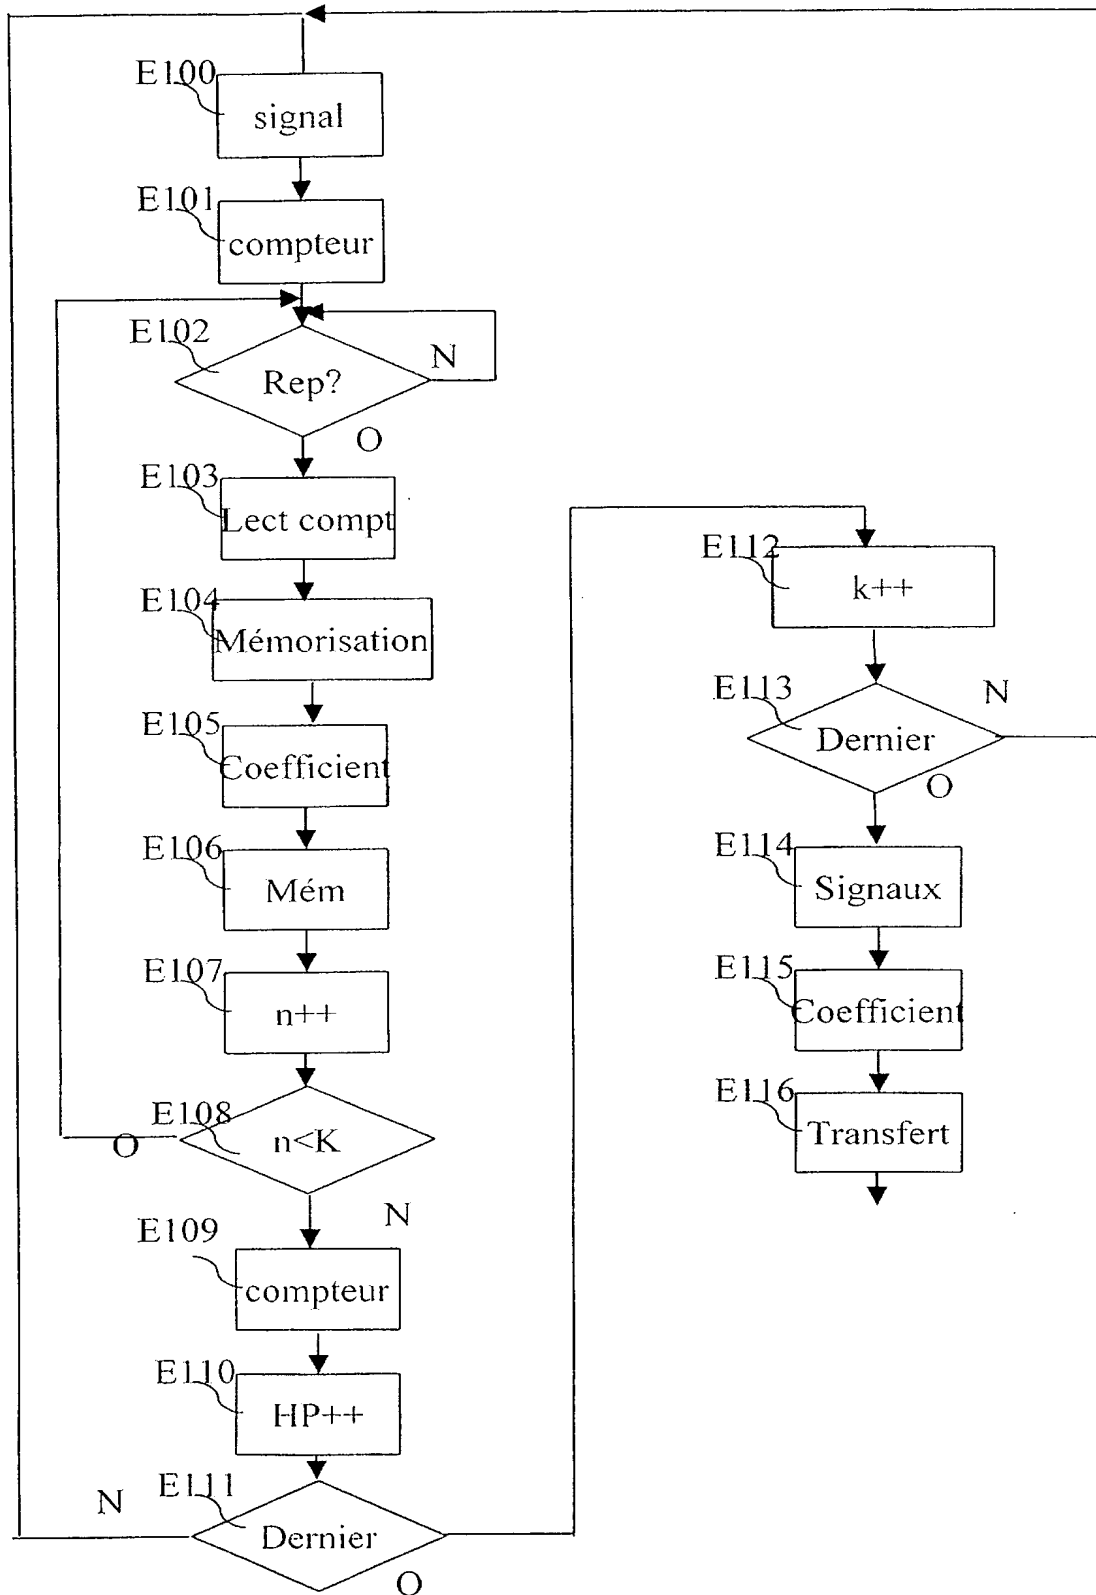 E100
signal
E101
compteur
E102
Rep?
N
O
E103
Lect compt
E104
Mémorisation
E105
Coefficient
E106
Mém
E107
n++
E108
n<K
O
N
E109
compteur
E110
HP++
E111
Dernier
N
O
E112
k++
E113
Dernier
N
O
E114
Signaux
E115
Coefficient
E116
Transfert